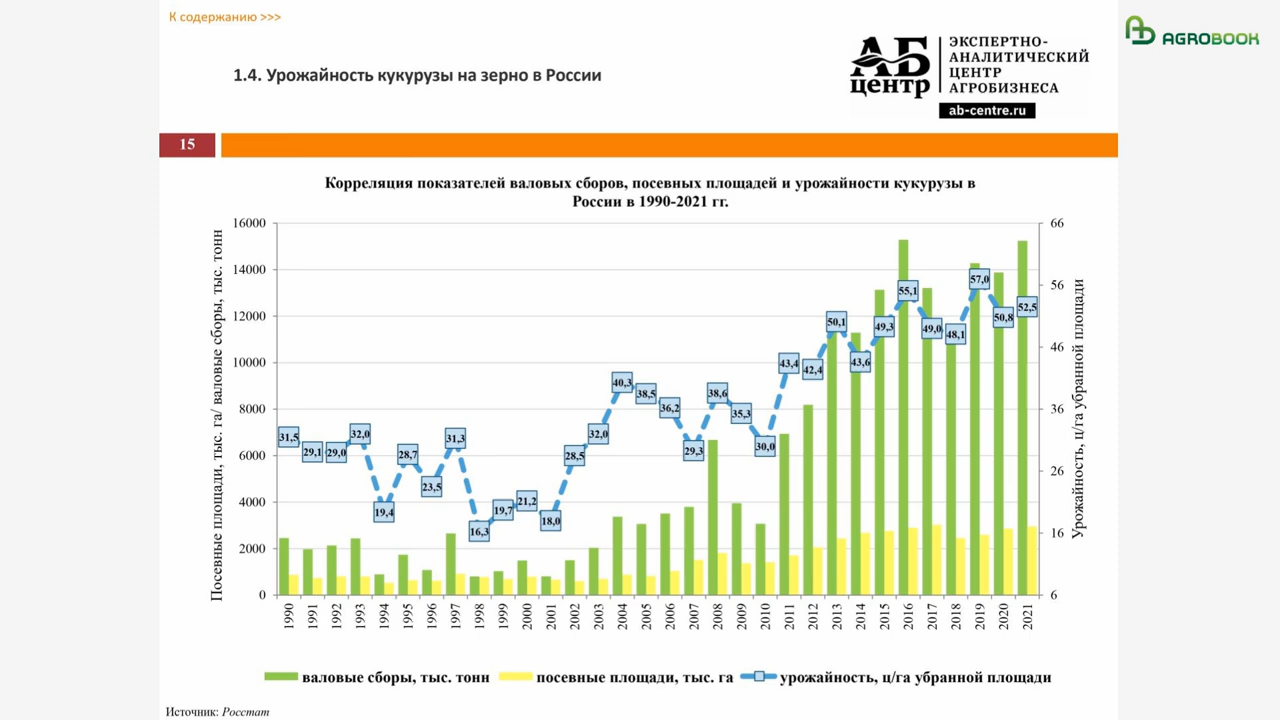 К содержанию >>>
AGROBOOK
АБ центр
ЭКСПЕРТНО-
АНАЛИТИЧЕСКИЙ
ЦЕНТР
АГРОБИЗНЕСА
ab-centre.ru
1.4. Урожайность кукурузы на зерно в России
15
Корреляция показателей валовых сборов, посевных площадей и урожайности кукурузы в
России в 1990-2021 гг.
Посевные площади, тыс. га/ валовые сборы, тыс. тонн
16000
14000
12000
10000
8000
6000
4000
2000
0
31,5 29,1 29,0 32,0 19,4 28,7 23,5 31,3 16,3 19,7 21,2 18,0 28,5 32,0 40,3 38,5 36,2 29,3 38,6 35,3 30,0 43,4 42,4 50,1 43,6 49,3 55,1 49,0 48,1 57,0 50,8 52,5
66
56
46
36
26
16
6
Урожайность, ц/га убранной площади
1990 1991 1992 1993 1994 1995 1996 1997 1998 1999 2000 2001 2002 2003 2004 2005 2006 2007 2008 2009 2010 2011 2012 2013 2014 2015 2016 2017 2018 2019 2020 2021
валовые сборы, тыс. тонн посевные площади, тыс. га урожайность, ц/га убранной площади
Источник: Росстат